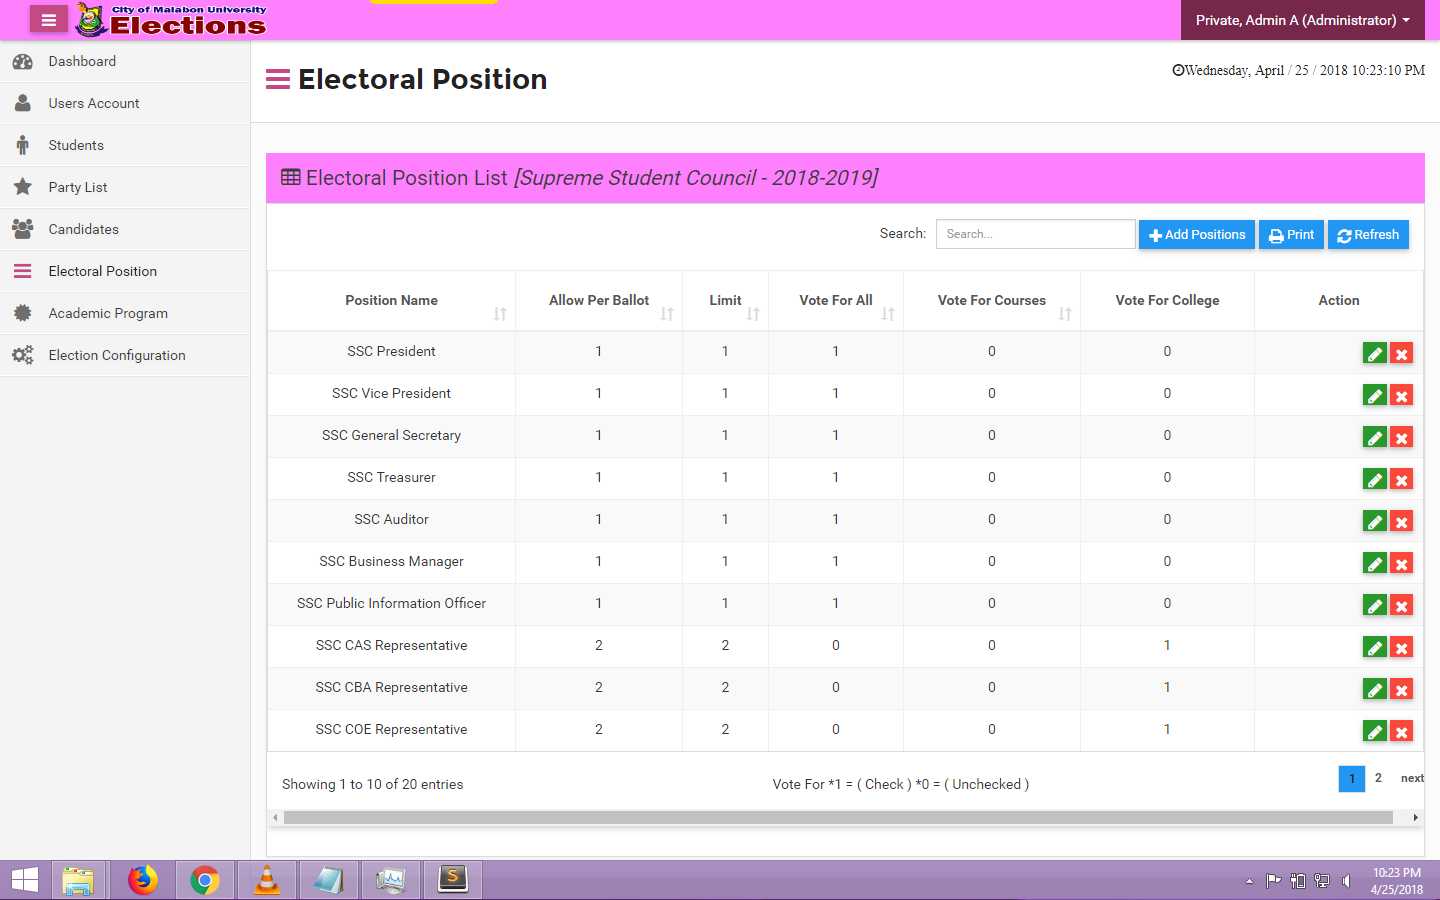 City of Malabon University
Elections
Private, Admin A (Administrator)
Dashboard
Users Account
Students
Party List
Candidates
Electoral Position
Academic Program
Election Configuration
Electoral Position
Wednesday, April / 25 / 2018 10:23:10 PM
Electoral Position List [Supreme Student Council - 2018-2019]
Search: Search... Add Positions Print Refresh
Position Name Allow Per Ballot Limit Vote For All Vote For Courses Vote For College Action
SSC President 1 1 1 0 0
SSC Vice President 1 1 1 0 0
SSC General Secretary 1 1 1 0 0
SSC Treasurer 1 1 1 0 0
SSC Auditor 1 1 1 0 0
SSC Business Manager 1 1 1 0 0
SSC Public Information Officer 1 1 1 0 0
SSC CAS Representative 2 2 0 0 1
SSC CBA Representative 2 2 0 0 1
SSC COE Representative 2 2 0 0 1
Showing 1 to 10 of 20 entries Vote For *1 = ( Check ) *0 = ( Unchecked ) 1 2 next
S
10:23 PM
4/25/2018